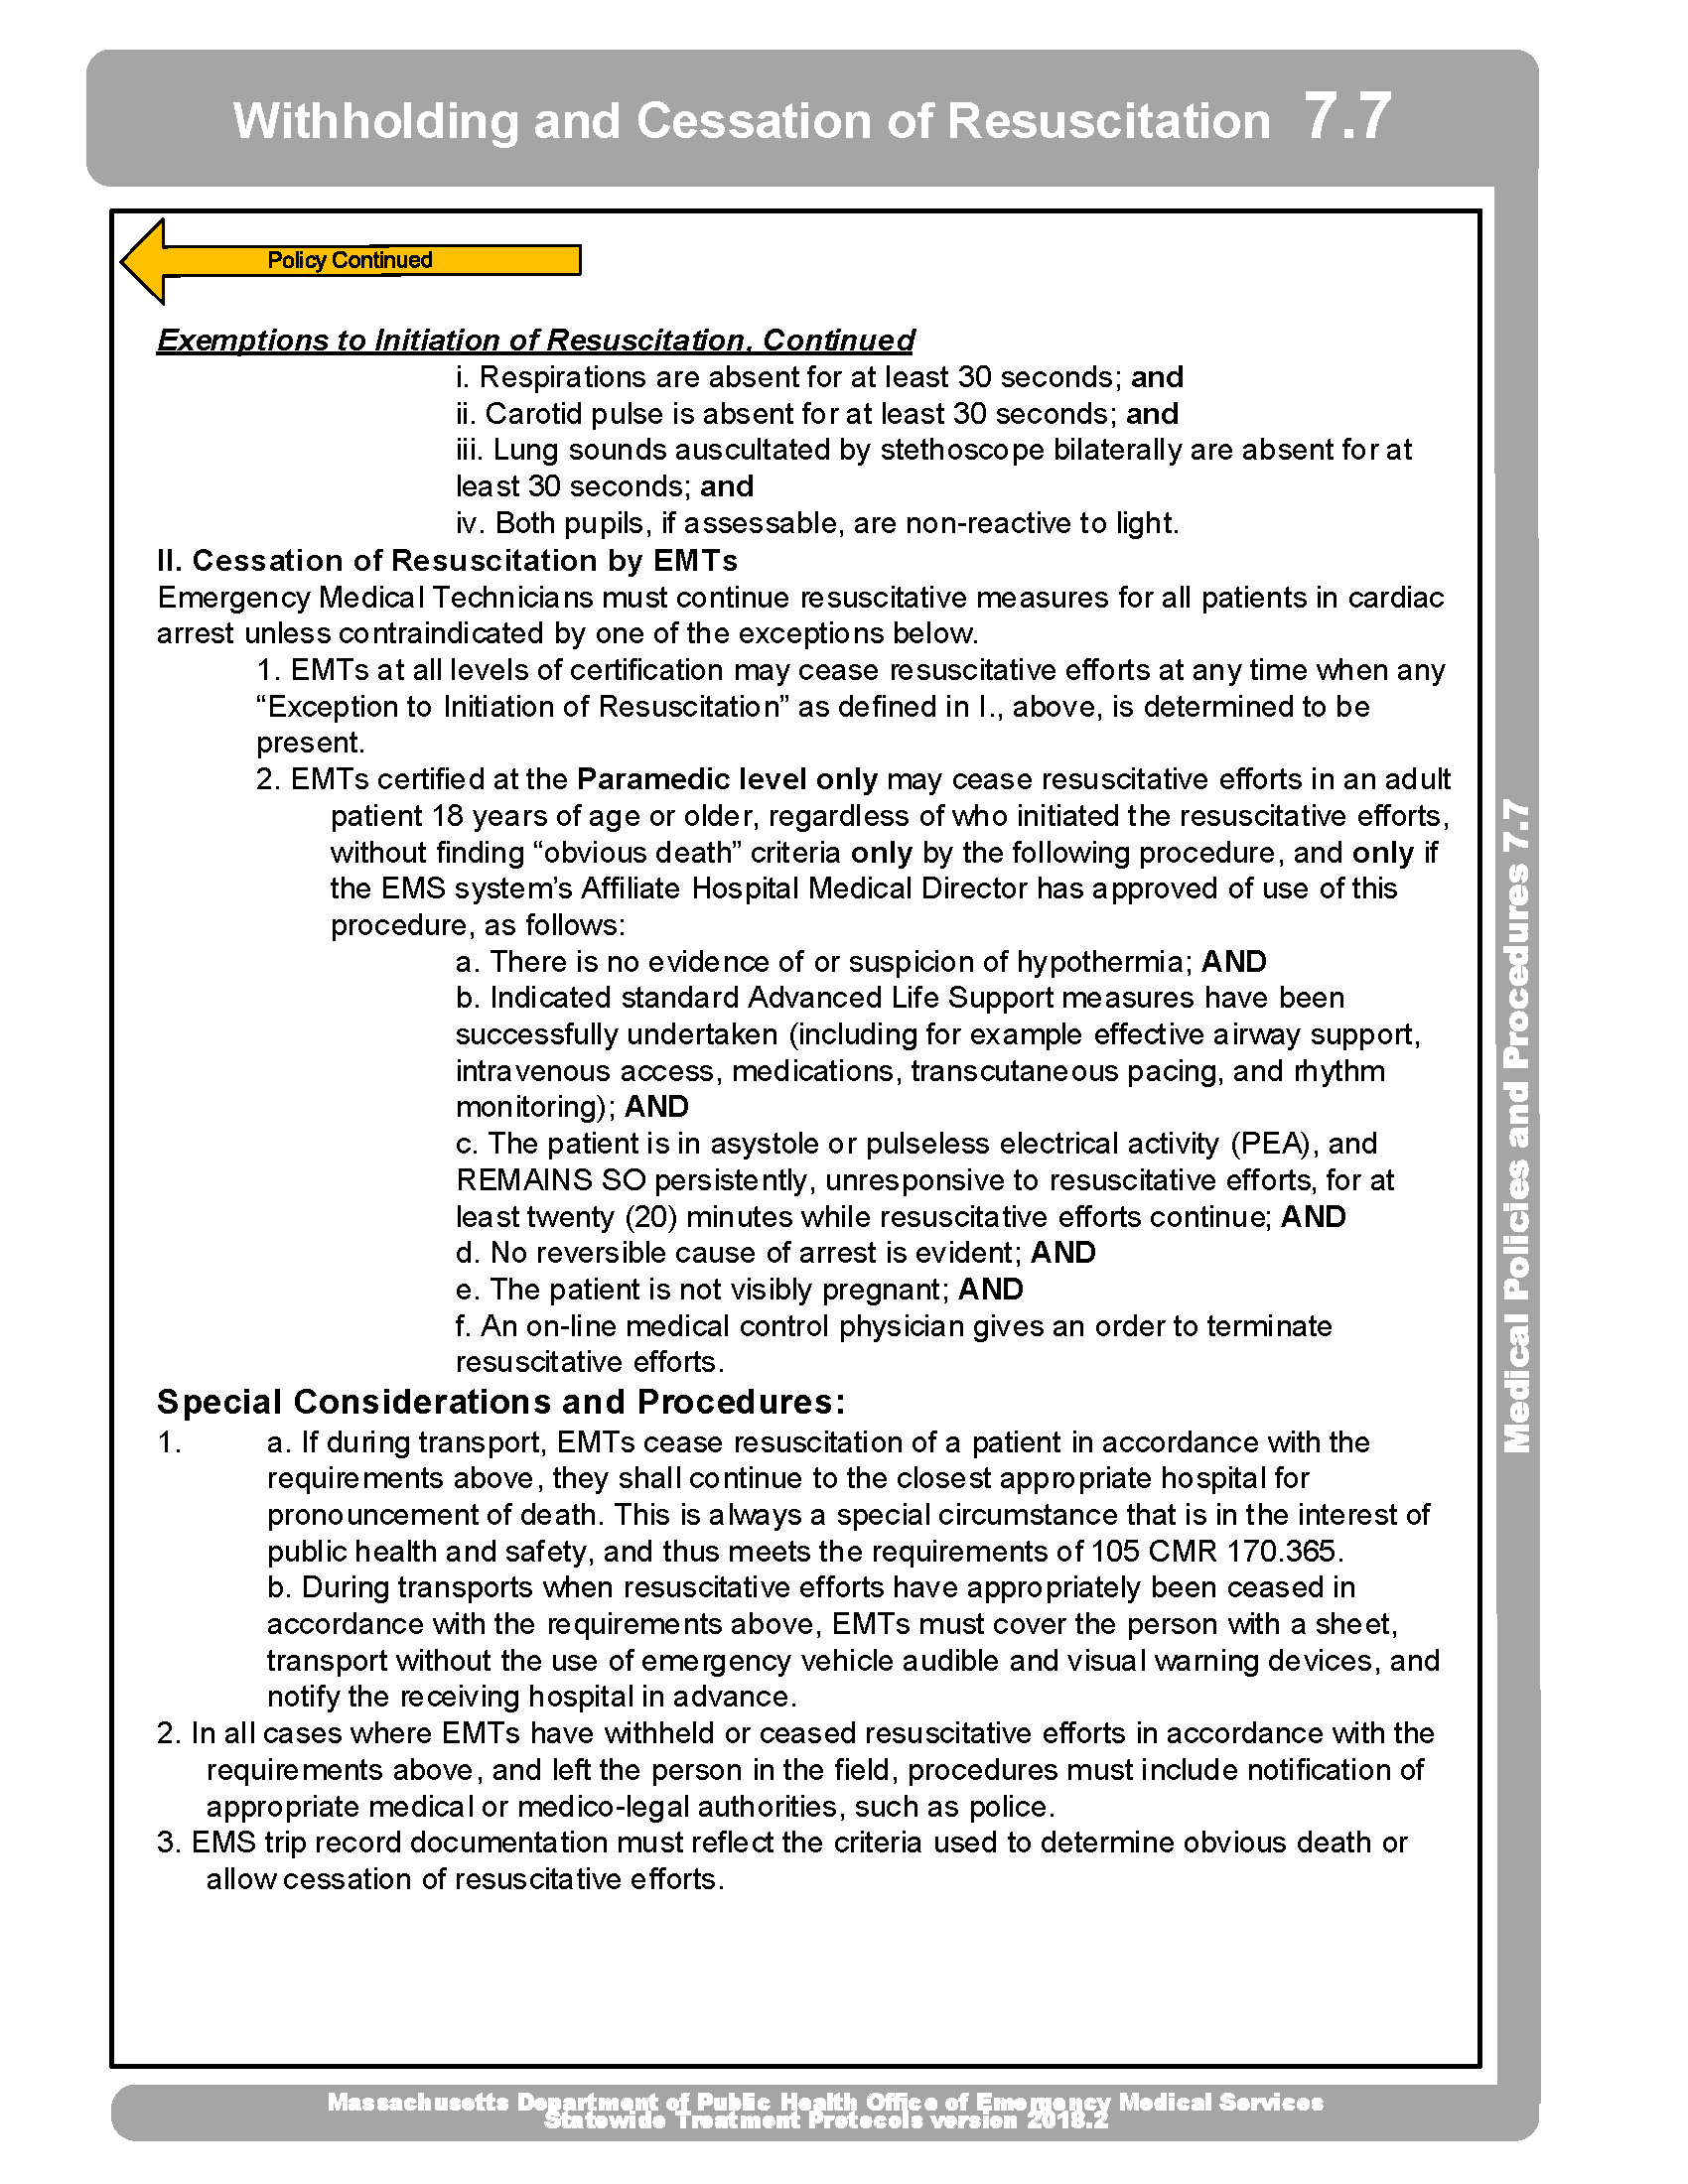 Withholding and Cessation of Resuscitation 7.7
Policy Continued
Exemptions to Initiation of Resuscitation, Continued
i. Respirations are absent for at least 30 seconds; and
ii. Carotid pulse is absent for at least 30 seconds; and
iii. Lung sounds auscultated by stethoscope bilaterally are absent for at
least 30 seconds; and
iv. Both pupils, if assessable, are non-reactive to light.
II. Cessation of Resuscitation by EMTs
Emergency Medical Technicians must continue resuscitative measures for all patients in cardiac
arrest unless contraindicated by one of the exceptions below.
1. EMTs at all levels of certification may cease resuscitative efforts at any time when any
“Exception to Initiation of Resuscitation” as defined in I., above, is determined to be
present.
2. EMTs certified at the Paramedic level only may cease resuscitative efforts in an adult
patient 18 years of age or older, regardless of who initiated the resuscitative efforts,
without finding “obvious death” criteria only by the following procedure, and only if
the EMS system’s Affiliate Hospital Medical Director has approved of use of this
procedure, as follows:
a. There is no evidence of or suspicion of hypothermia; AND
b. Indicated standard Advanced Life Support measures have been
successfully undertaken (including for example effective airway support,
intravenous access, medications, transcutaneous pacing, and rhythm
monitoring); AND
c. The patient is in asystole or pulseless electrical activity (PEA), and
REMAINS SO persistently, unresponsive to resuscitative efforts, for at
least twenty (20) minutes while resuscitative efforts continue; AND
d. No reversible cause of arrest is evident; AND
e. The patient is not visibly pregnant; AND
f. An on-line medical control physician gives an order to terminate
resuscitative efforts.
Special Considerations and Procedures:
1. a. If during transport, EMTs cease resuscitation of a patient in accordance with the
requirements above, they shall continue to the closest appropriate hospital for
pronouncement of death. This is always a special circumstance that is in the interest of
public health and safety, and thus meets the requirements of 105 CMR 170.365.
b. During transports when resuscitative efforts have appropriately been ceased in
accordance with the requirements above, EMTs must cover the person with a sheet,
transport without the use of emergency vehicle audible and visual warning devices, and
notify the receiving hospital in advance.
2. In all cases where EMTs have withheld or ceased resuscitative efforts in accordance with the
requirements above, and left the person in the field, procedures must include notification of
appropriate medical or medico-legal authorities, such as police.
3. EMS trip record documentation must reflect the criteria used to determine obvious death or
allow cessation of resuscitative efforts.
Medical Policies and Procedures 7.7
Massachusetts Department of Public Health Office of Emergency Medical Services
Statewide Treatment Protocols version 2018.2